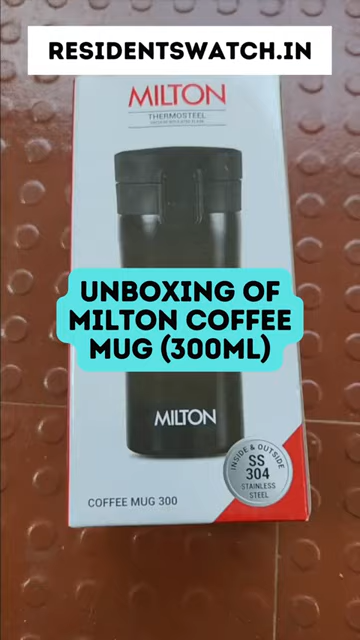 RESIDENTSWATCH.IN
MILTON
THERMOSTEEL
UNBOXING OF
MILTON COFFEE
MUG (300ML)
MILTON
INSIDE & OUTSIDE
SS
304
STAINLESS
STEEL
COFFEE MUG 300